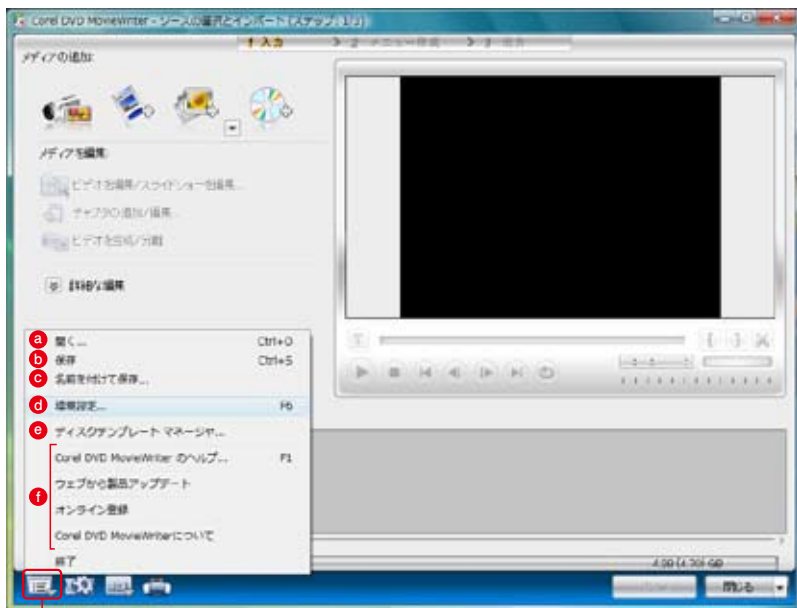 Corel DVD MovieWriter - ソースの選択とインポート (ステップ: 1/3)
1 入力 > 2 メニュー作成 > 3 出力
メディアの追加:
メディアを編集:
ビデオを編集/スライドショーを編集...
チャプタの追加/編集...
ビデオを結合/分割
詳細な編集
a 開く... Ctrl+O
b 保存 Ctrl+S
c 名前を付けて保存...
d 環境設定... F6
e ディスクテンプレート マネージャ...
f
Corel DVD MovieWriter のヘルプ... F1
ウェブから製品アップデート
オンライン登録
Corel DVD MovieWriterについて
終了
閉じる